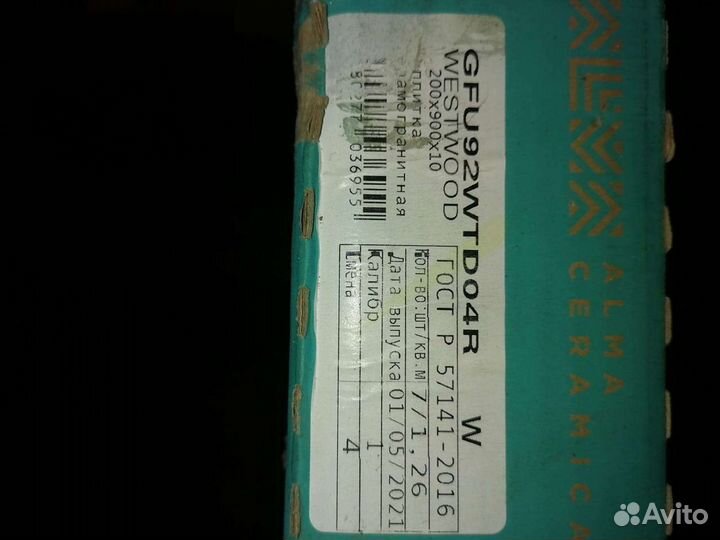 GFU92WTD04R W
WESTWOOD
200x900x10
плитка
036955
ГОСТ Р 57141-2016
Кол-во:шт/кв.м 7/1,26
Дата выпуска 01/05/2021
Калибр 1
Смена 4
ALMA
CERAMICA
Avito